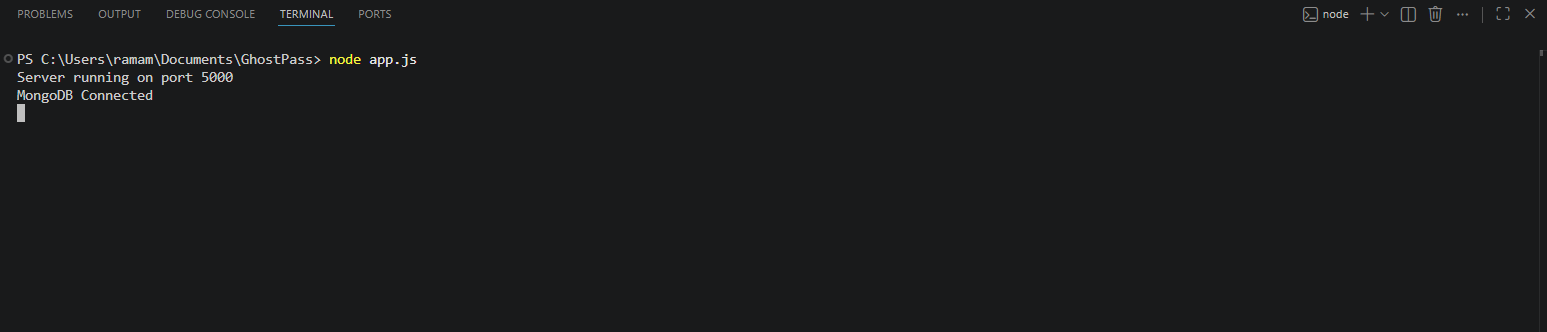 PROBLEMS OUTPUT DEBUG CONSOLE TERMINAL PORTS node
PS C:\Users\ramam\Documents\GhostPass> node app.js
Server running on port 5000
MongoDB Connected